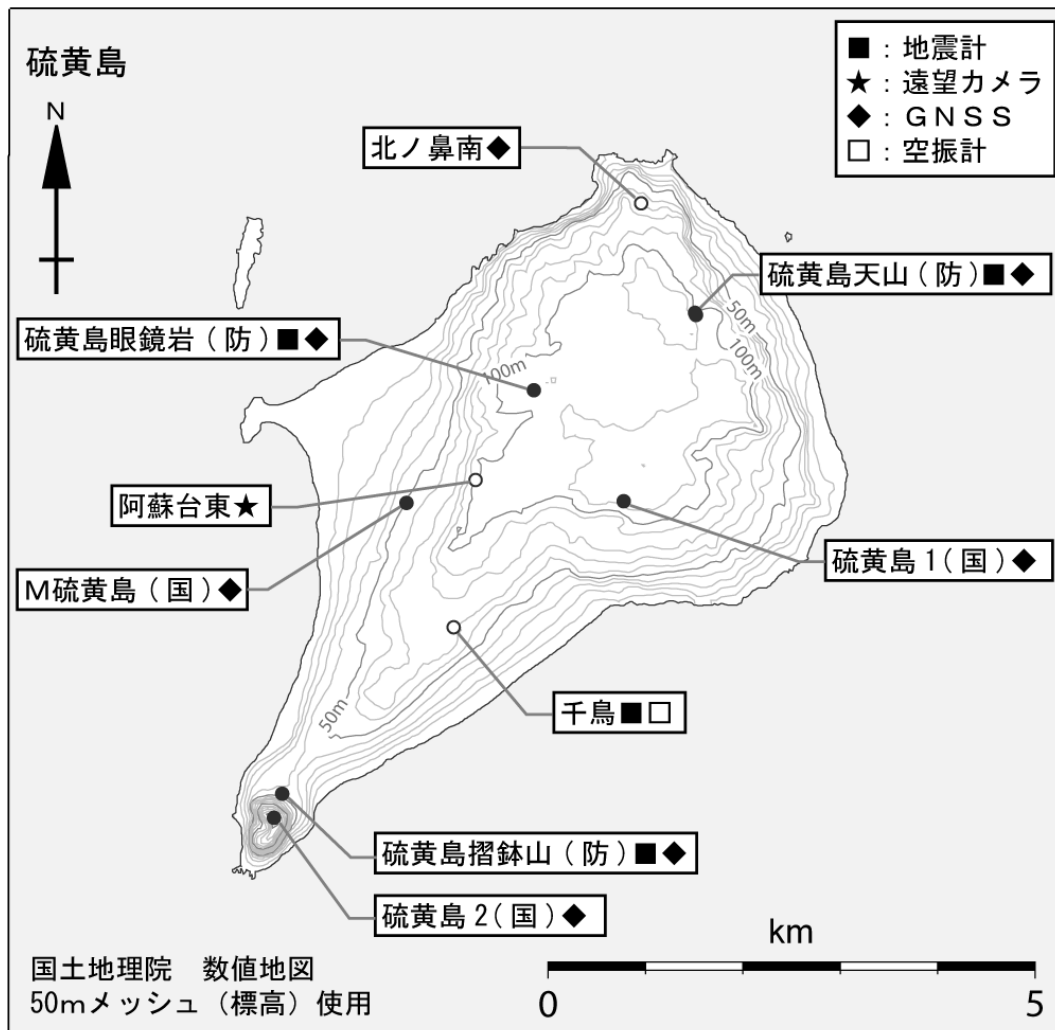 硫黄島
■:地震計
★:遠望カメラ
◆:GNSS
□:空振計
N
北ノ鼻南◆
硫黄島天山(防)■◆
硫黄島眼鏡岩(防)■◆
50m
100m
100m
阿蘇台東★
硫黄島1(国)◆
M硫黄島(国)◆
千鳥■□
50m
硫黄島摺鉢山(防)■◆
硫黄島2(国)◆
km
国土地理院 数値地図
50mメッシュ(標高)使用
0 5